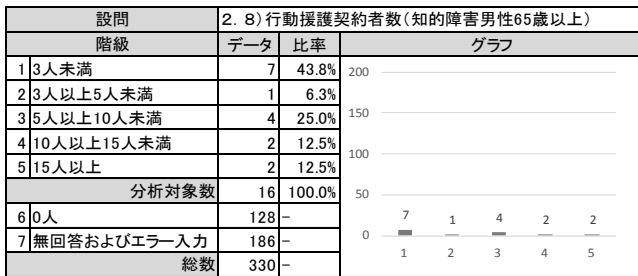 設問 2．8）行動援護契約者数（知的障害男性65歳以上）
階級 データ 比率 グラフ
1 3人未満 7 43.8%
2 3人以上5人未満 1 6.3%
3 5人以上10人未満 4 25.0%
4 10人以上15人未満 2 12.5%
5 15人以上 2 12.5%
分析対象数 16 100.0%
6 0人 128 －
7 無回答およびエラー入力 186 －
総数 330 －
200
150
100
50
0
7 1 4 2 2
1 2 3 4 5